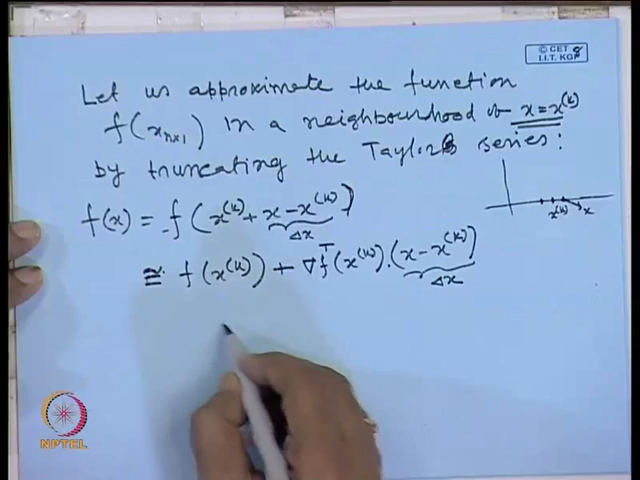 © CET
I.I.T. KGP
8
Let us approximate the function
f(x_{n×1}) in a neighbourhood of x = x^{(k)}
by truncating the Taylor's series:
f(x) = f(x^{(k)} + x − x^{(k)})
Δx
x^{(k)} x
≅ f(x^{(k)}) + ∇f^T(x^{(k)}).(x − x^{(k)})
Δx
NPTEL